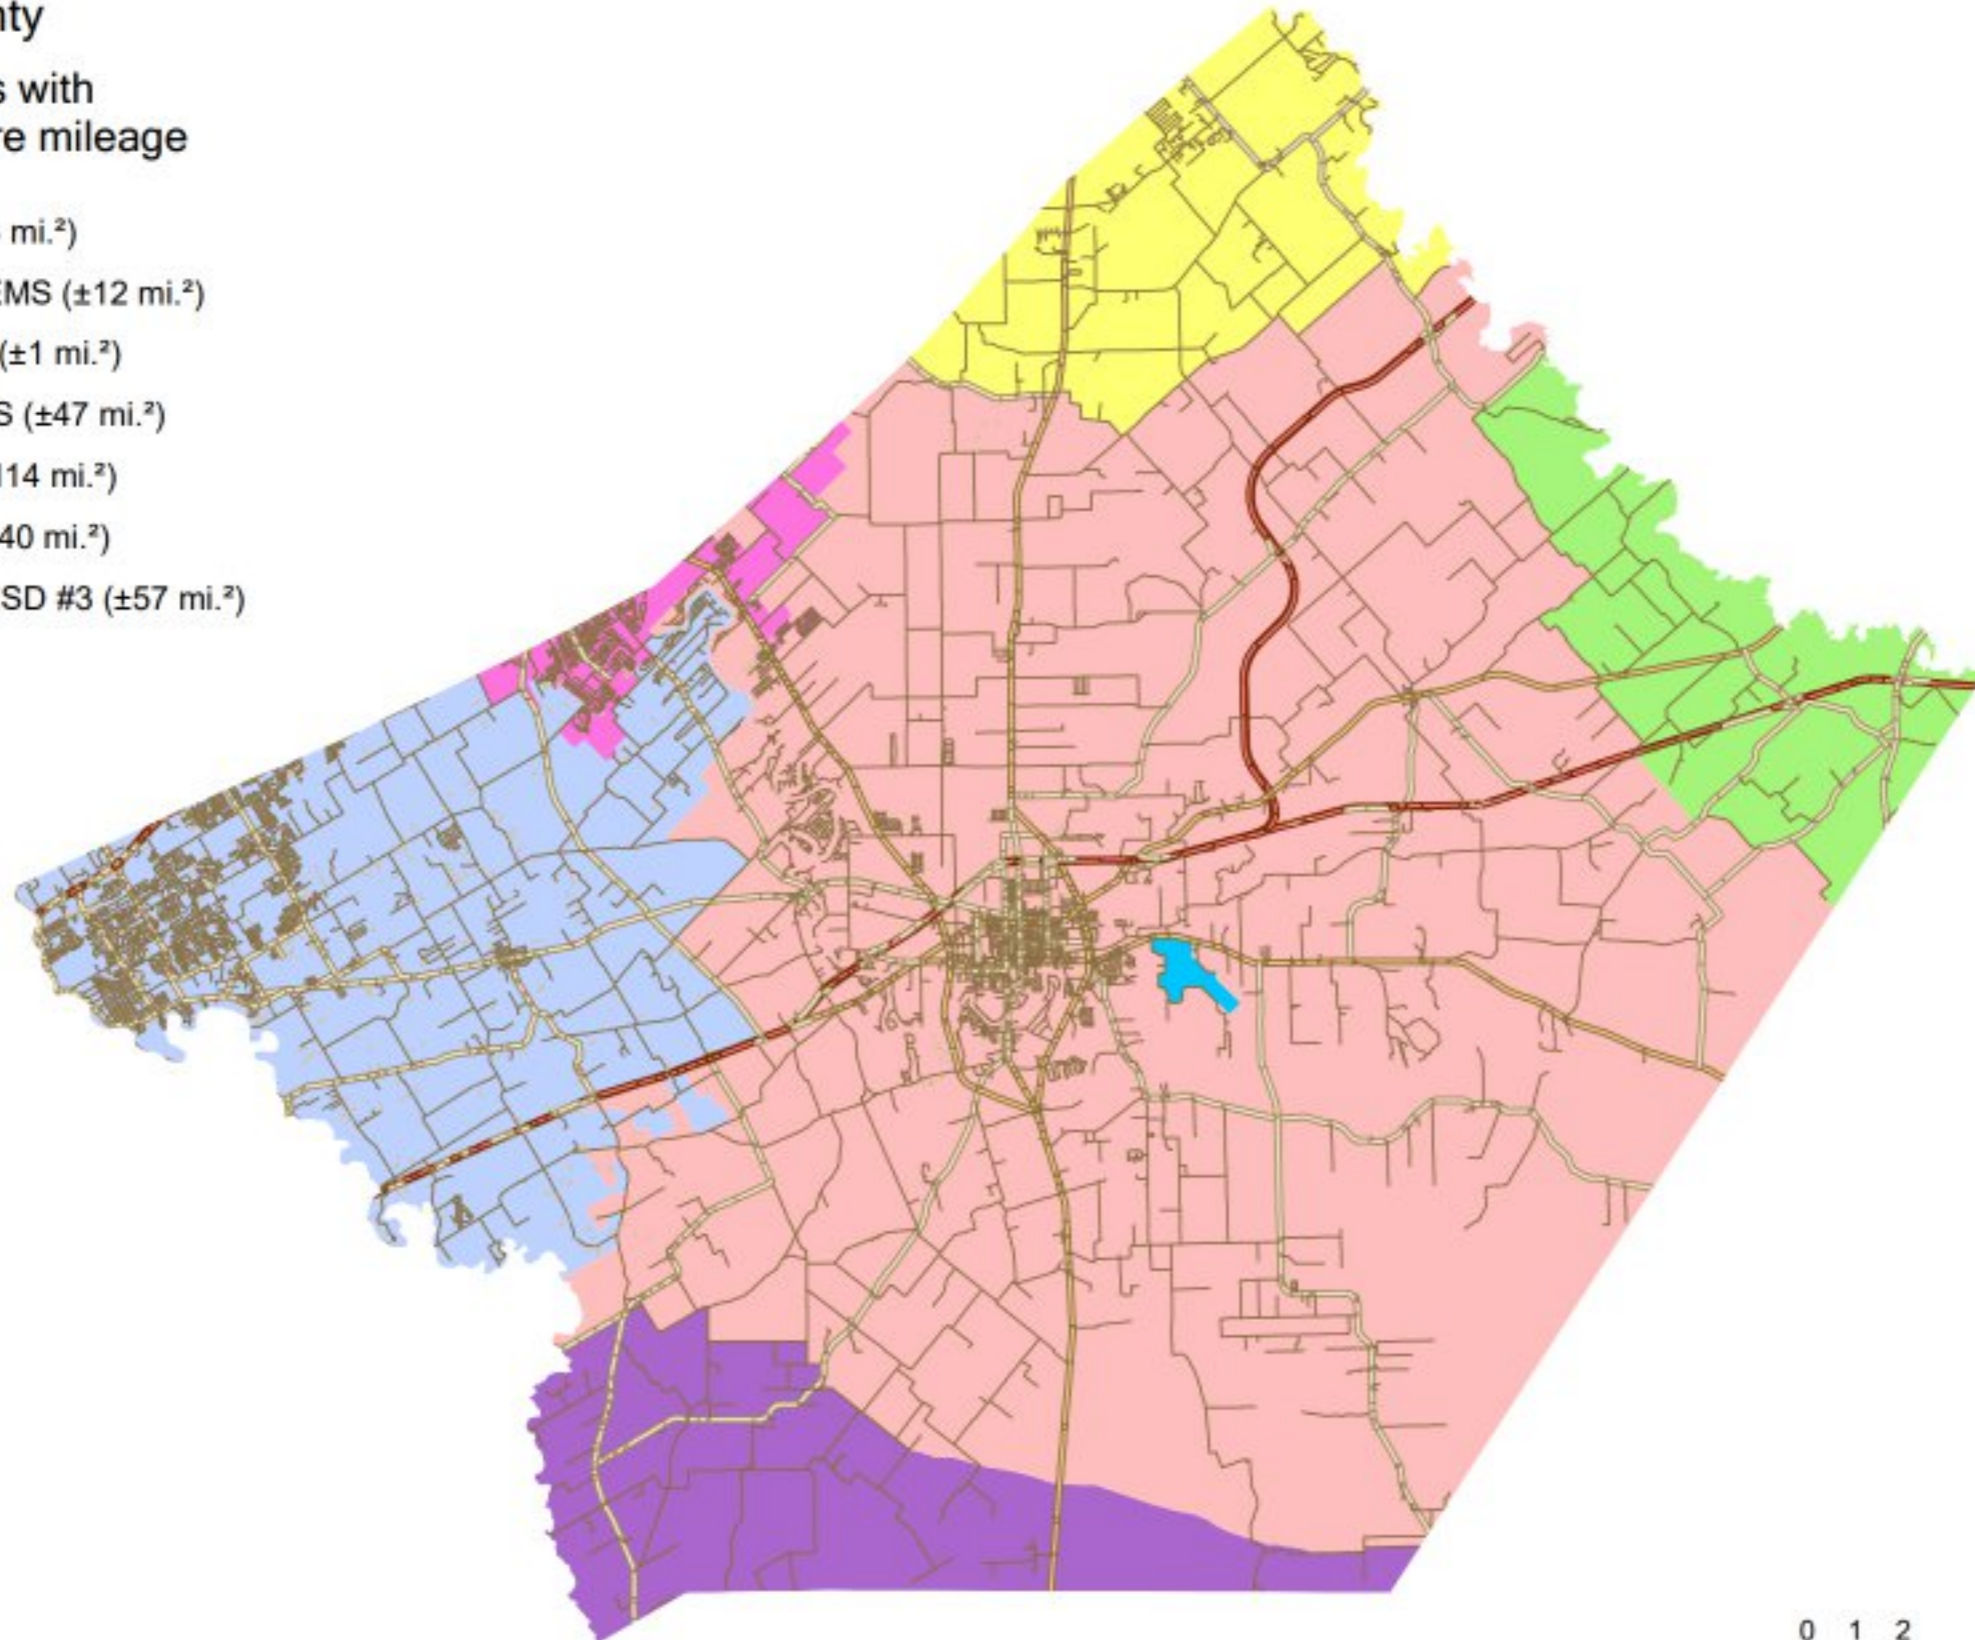 nty
s with
re mileage
mi.²)
EMS (±12 mi.²)
(±1 mi.²)
S (±47 mi.²)
14 mi.²)
40 mi.²)
SD #3 (±57 mi.²)
0 1 2